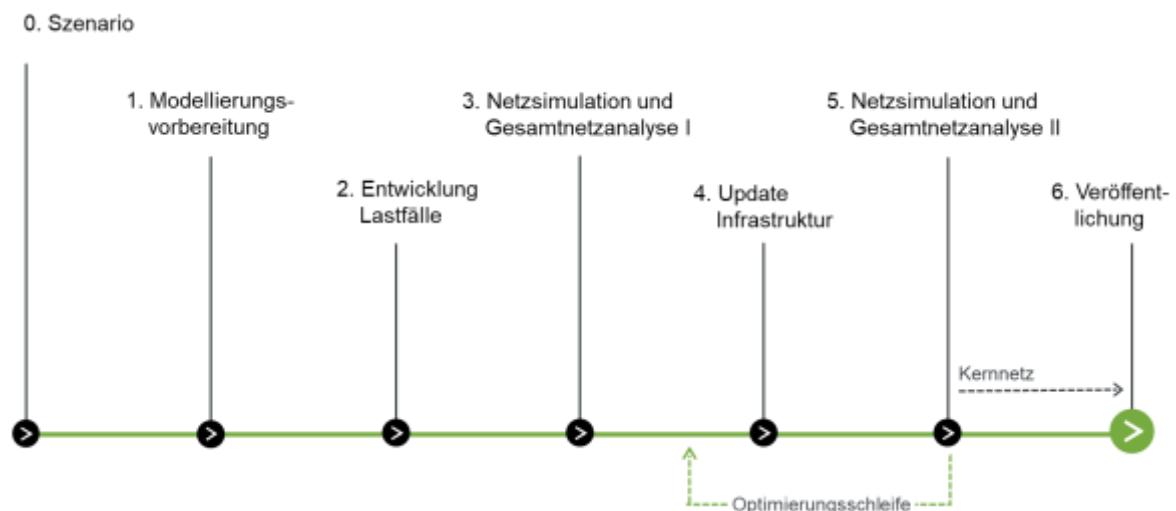 0. Szenario
1. Modellierungs-
vorbereitung
2. Entwicklung
Lastfälle
3. Netzsimulation und
Gesamtnetzanalyse I
4. Update
Infrastruktur
5. Netzsimulation und
Gesamtnetzanalyse II
6. Veröffent-
lichung
Kernnetz
Optimierungsschleife